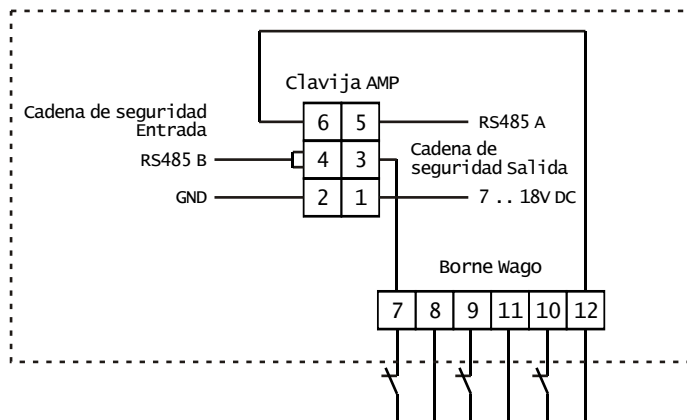 Clavija AMP
Cadena de seguridad
Entrada
6 5
RS485 A
RS485 B
4 3
Cadena de
seguridad Salida
GND
2 1
7 .. 18V DC
Borne Wago
7 8 9 11 10 12